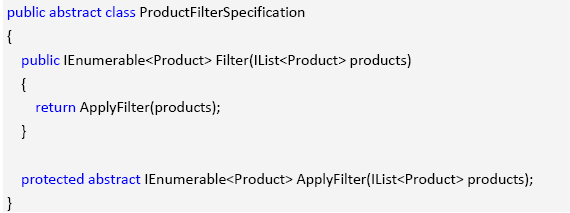 public abstract class ProductFilterSpecification
{
public IEnumerable<Product> Filter(IList<Product> products)
{
return ApplyFilter(products);
}
protected abstract IEnumerable<Product> ApplyFilter(IList<Product> products);
}